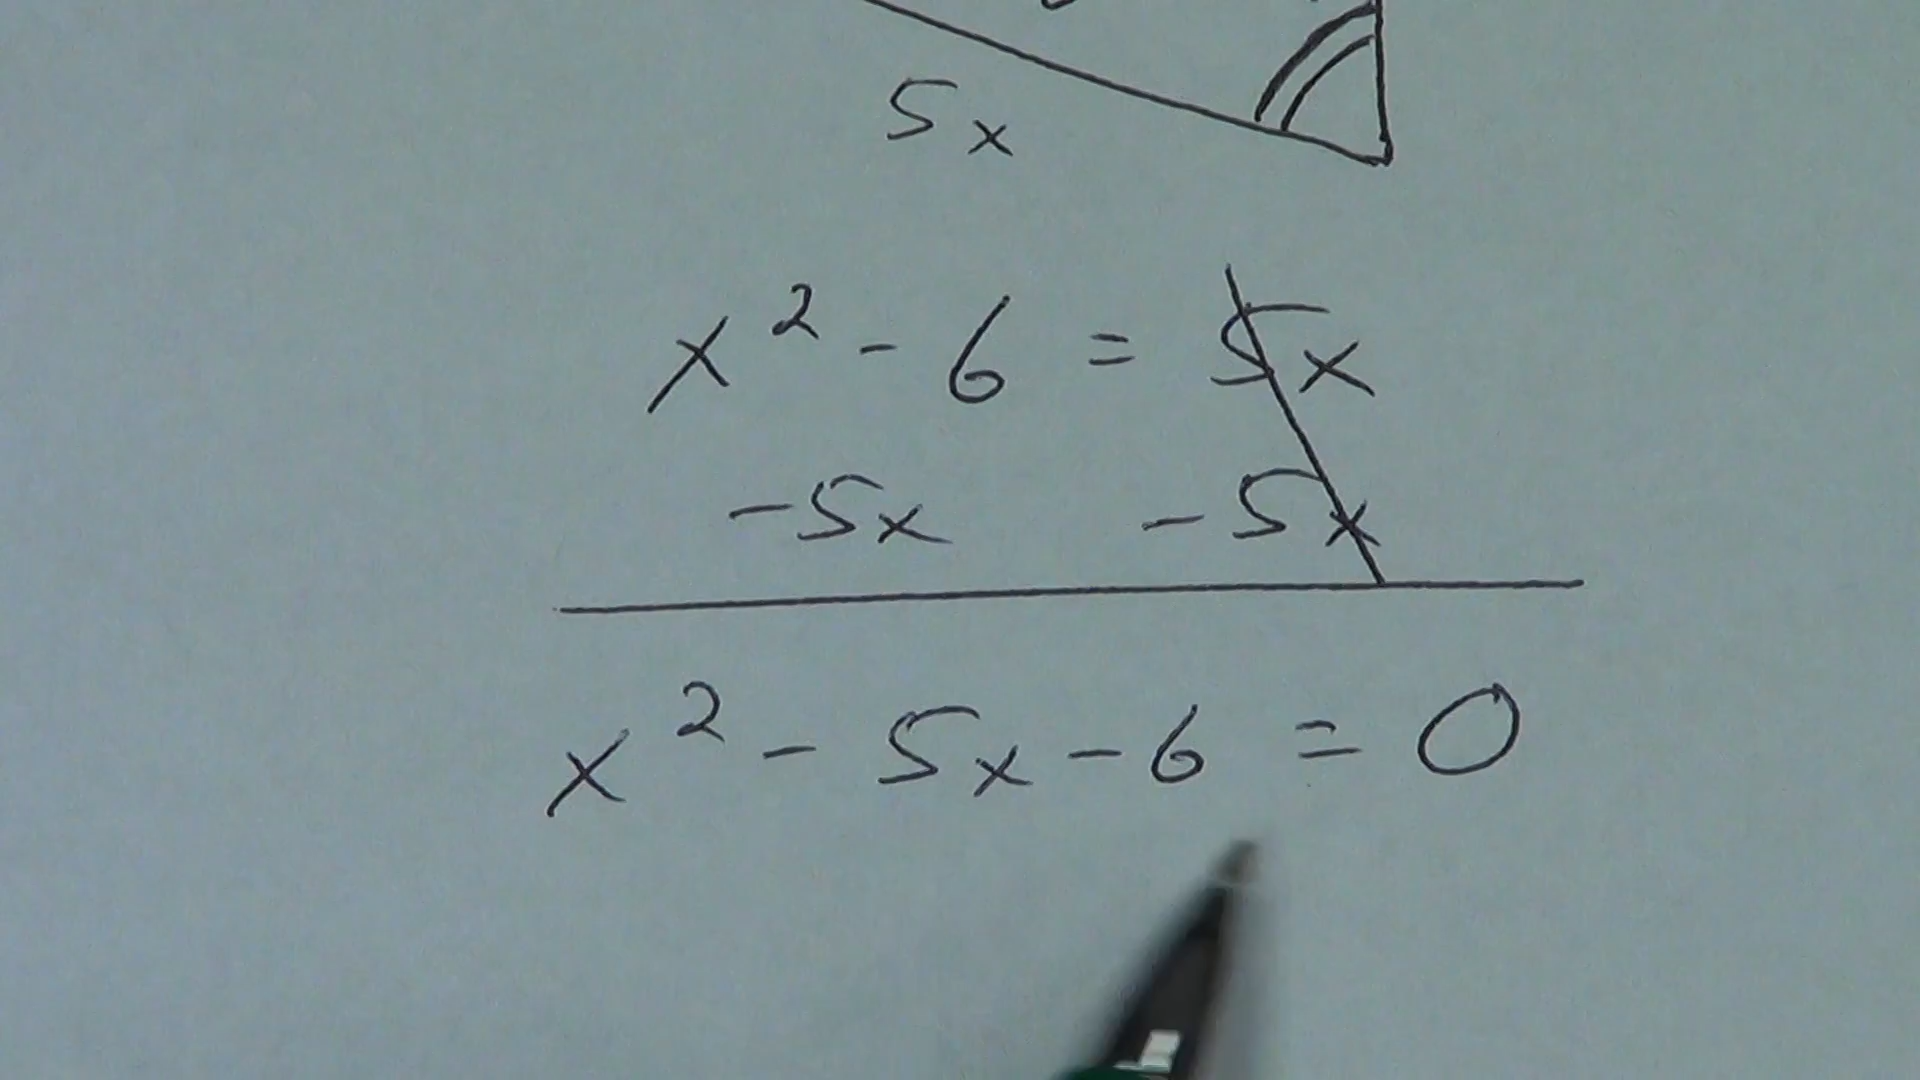 5x
x² - 6 = 5x
-5x -5x
x² - 5x - 6 = 0